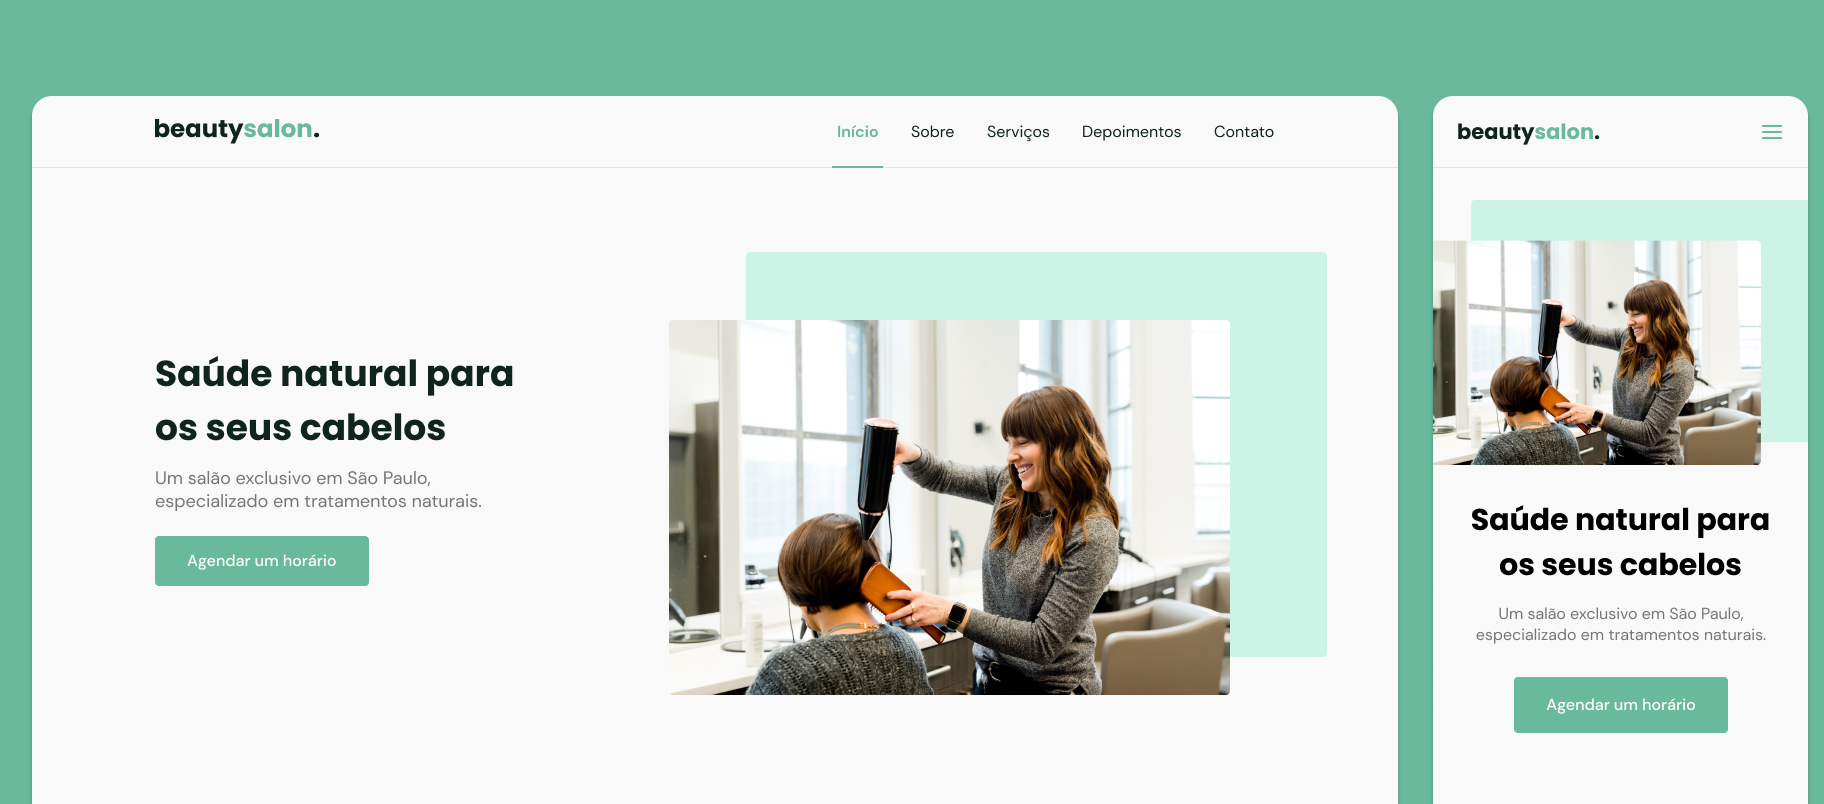 beautysalon.
Início Sobre Serviços Depoimentos Contato
Saúde natural para
os seus cabelos
Um salão exclusivo em São Paulo,
especializado em tratamentos naturais.
Agendar um horário
beautysalon.
Saúde natural para
os seus cabelos
Um salão exclusivo em São Paulo,
especializado em tratamentos naturais.
Agendar um horário